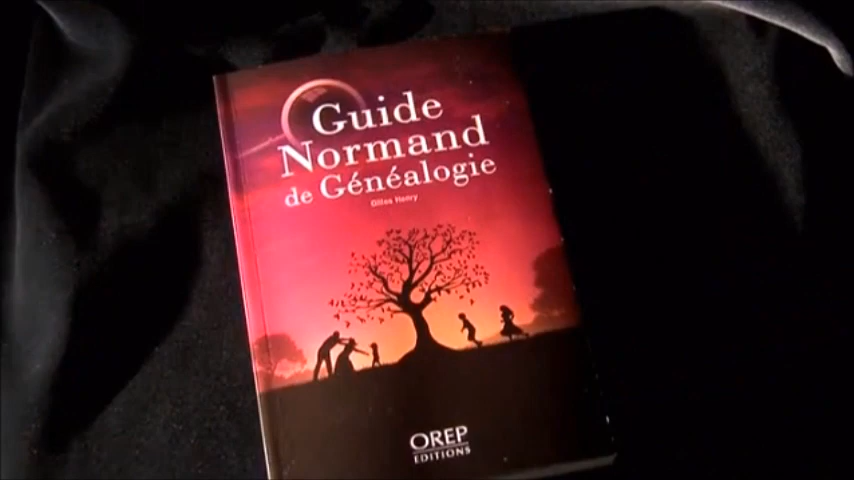 Guide
Normand
de Généalogie
Gilles Henry
OREP
EDITIONS